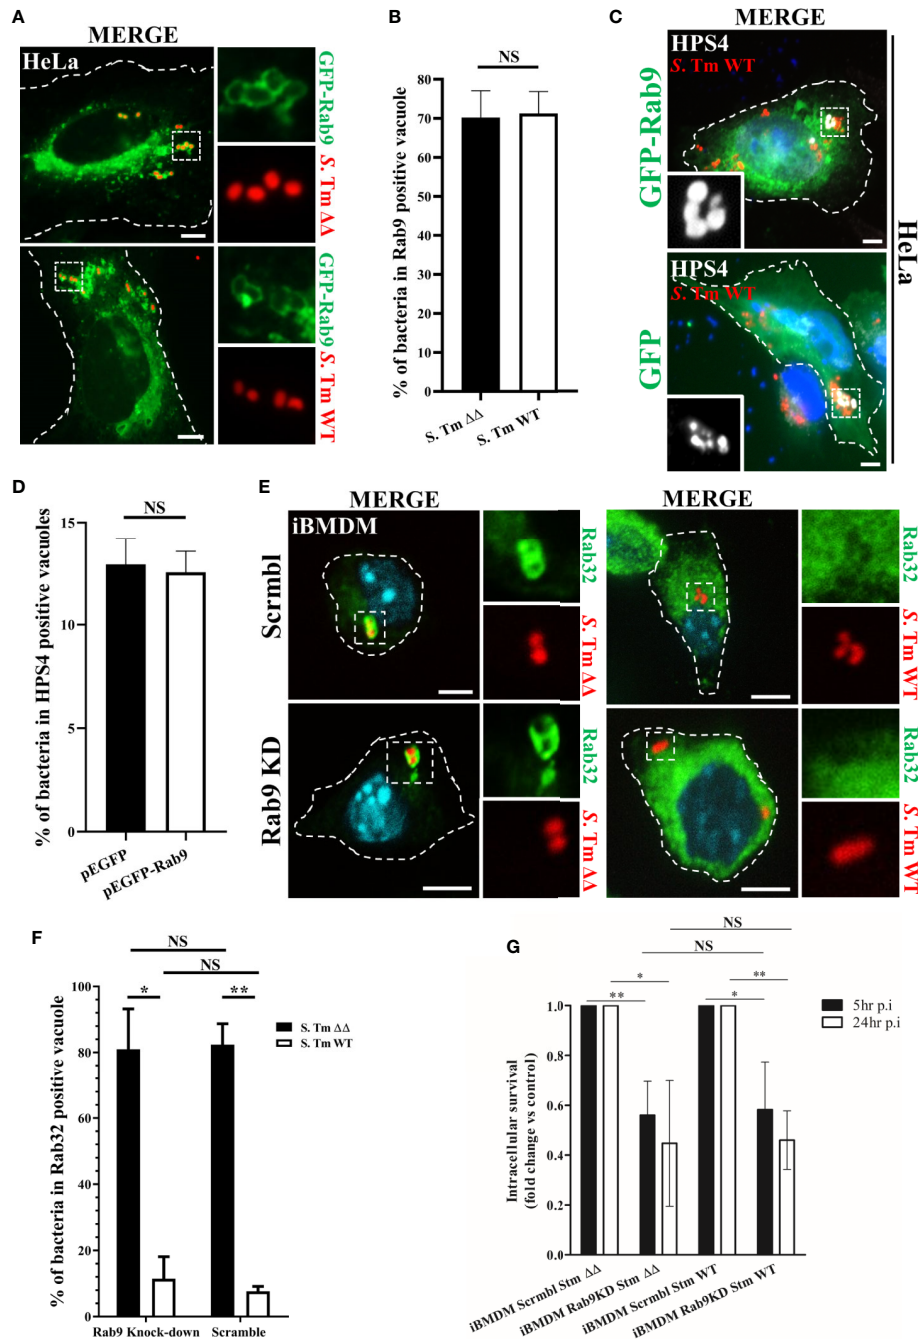 A
MERGE
HeLa
GFP-Rab9
S. Tm ΔΔ
GFP-Rab9
S. Tm WT
B
NS
% of bacteria in Rab9 positive vacuole
80
70
60
50
40
30
20
10
0
S. Tm ΔΔ
S. Tm WT
C
MERGE
HPS4
S. Tm WT
GFP-Rab9
HPS4
S. Tm WT
GFP
HeLa
D
NS
% of bacteria in HPS4 positive vacuoles
15
10
5
0
pEGFP
pEGFP-Rab9
E
MERGE
MERGE
iBMDM
Scrmbl
Rab32
S. Tm ΔΔ
Rab32
S. Tm WT
Rab9 KD
Rab32
S. Tm ΔΔ
Rab32
S. Tm WT
F
NS
NS
*
**
% of bacteria in Rab32 positive vacuole
100
80
60
40
20
0
S. Tm ΔΔ
S. Tm WT
Rab9 Knock-down
Scramble
G
NS
NS
*
**
**
*
5hr p.i
24hr p.i
Intracellular survival
(fold change vs control)
1.0
0.8
0.6
0.4
0.2
0.0
iBMDM Scrmbl Stm ΔΔ
iBMDM Rab9KD Stm ΔΔ
iBMDM Scrmbl Stm WT
iBMDM Rab9KD Stm WT